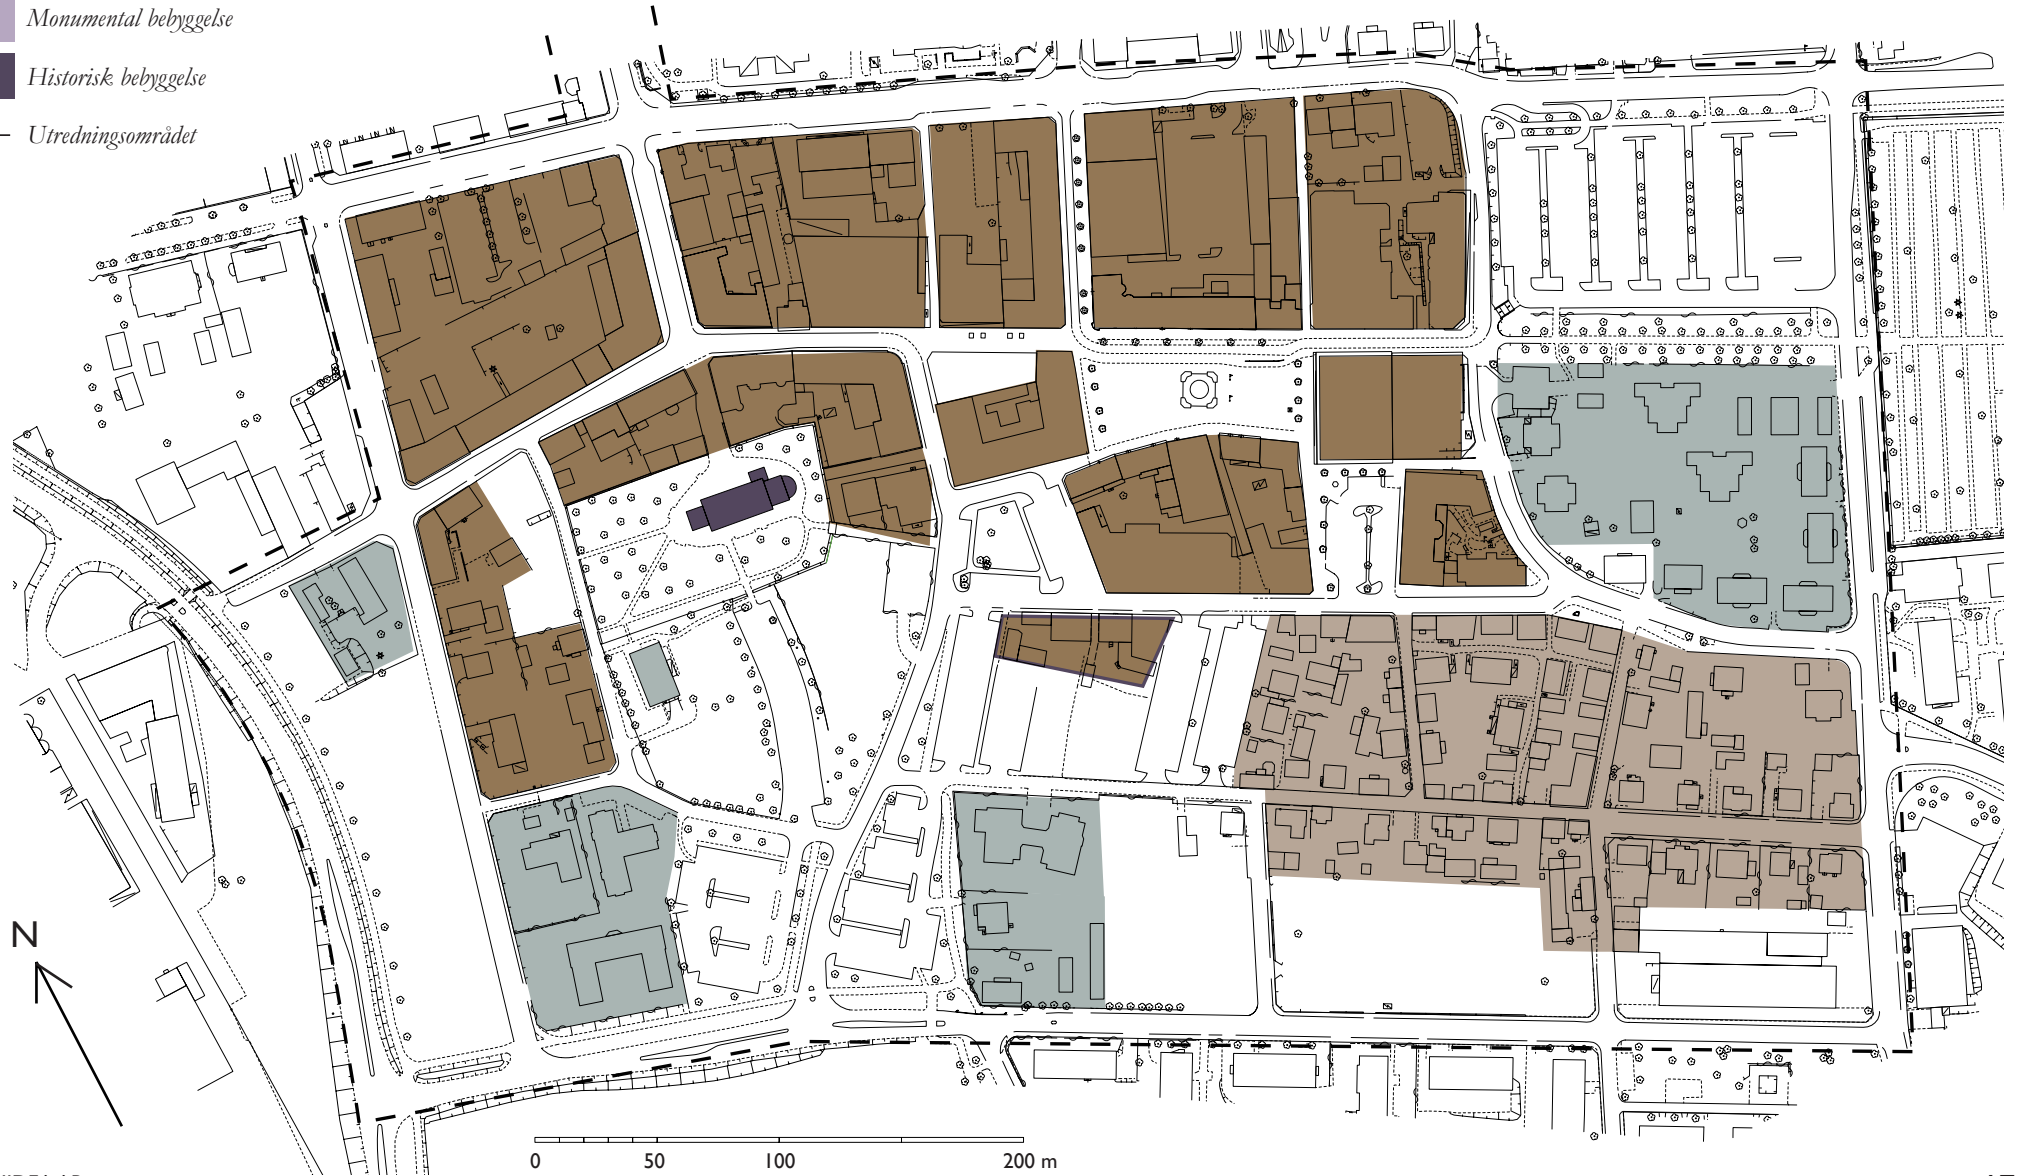 Monumental bebyggelse
Historisk bebyggelse
Utredningsområdet
N
0 50 100 200 m